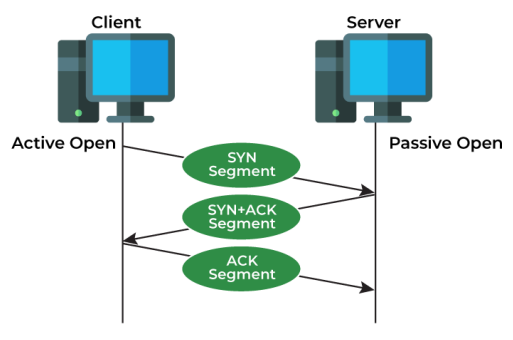 Client
Server
Active Open
Passive Open
SYN
Segment
SYN+ACK
Segment
ACK
Segment